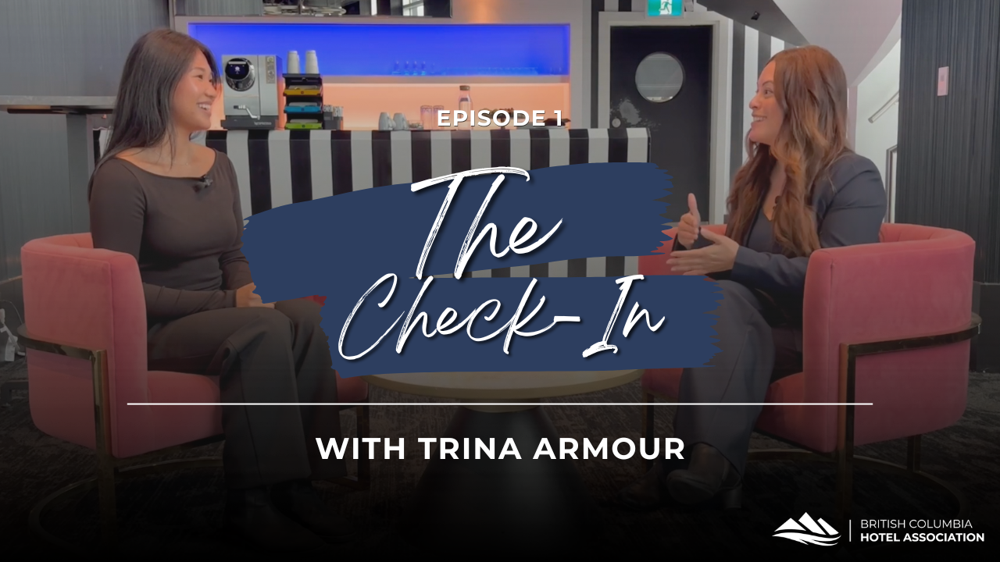 EPISODE 1
The
Check-In
WITH TRINA ARMOUR
BRITISH COLUMBIA
HOTEL ASSOCIATION